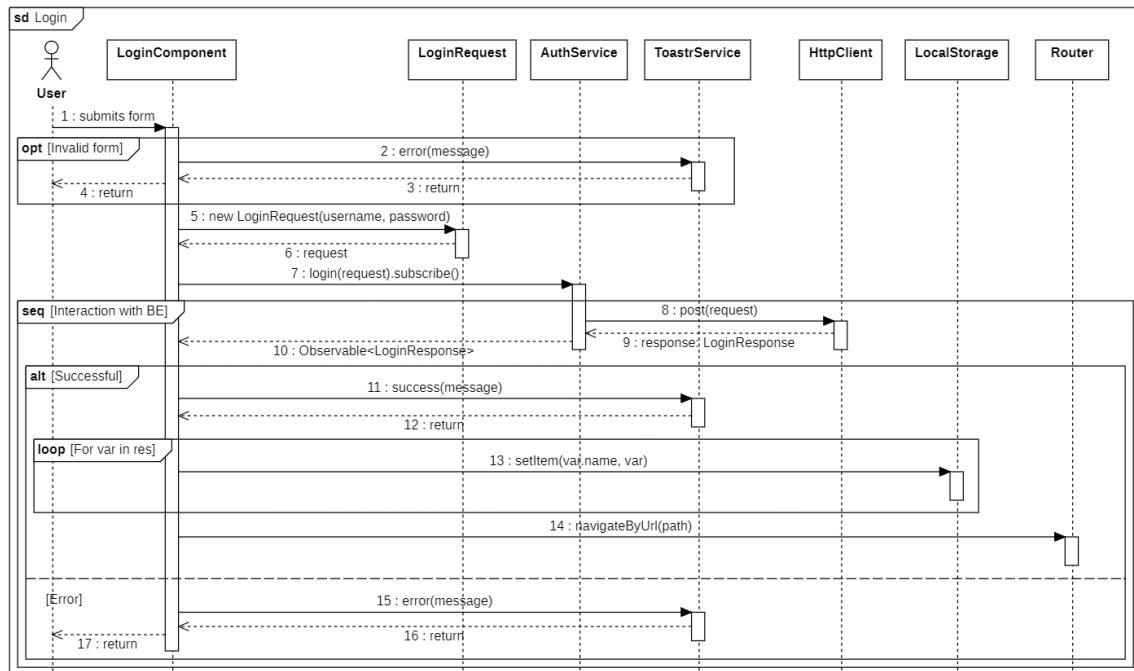 sd Login
LoginComponent LoginRequest AuthService ToastrService HttpClient LocalStorage Router
User
1 : submits form
opt [Invalid form]
2 : error(message)
3 : return
4 : return
5 : new LoginRequest(username, password)
6 : request
7 : login(request).subscribe()
seq [Interaction with BE]
8 : post(request)
9 : response: LoginResponse
10 : Observable<LoginResponse>
alt [Successful]
11 : success(message)
12 : return
loop [For var in res]
13 : setItem(var.name, var)
14 : navigateByUrl(path)
[Error]
15 : error(message)
16 : return
17 : return